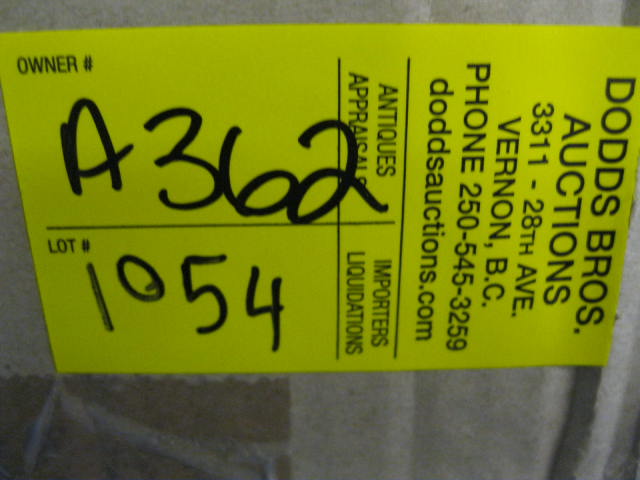 OWNER #
A362
LOT #
1054
ANTIQUES
APPRAISALS
IMPORTERS
LIQUIDATIONS
DODDS BROS.
AUCTIONS
3311 - 28TH AVE.
VERNON, B.C.
PHONE 250-545-3259
doddsauctions.com